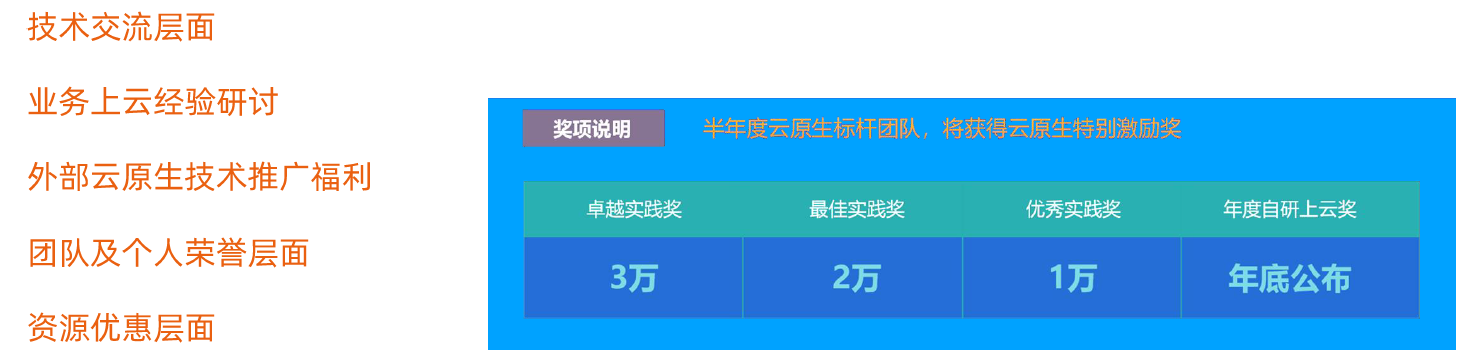 技术交流层面
业务上云经验研讨
外部云原生技术推广福利
团队及个人荣誉层面
资源优惠层面
奖项说明
半年度云原生标杆团队，将获得云原生特别激励奖
卓越实践奖 最佳实践奖 优秀实践奖 年度自研上云奖
3万 2万 1万 年底公布